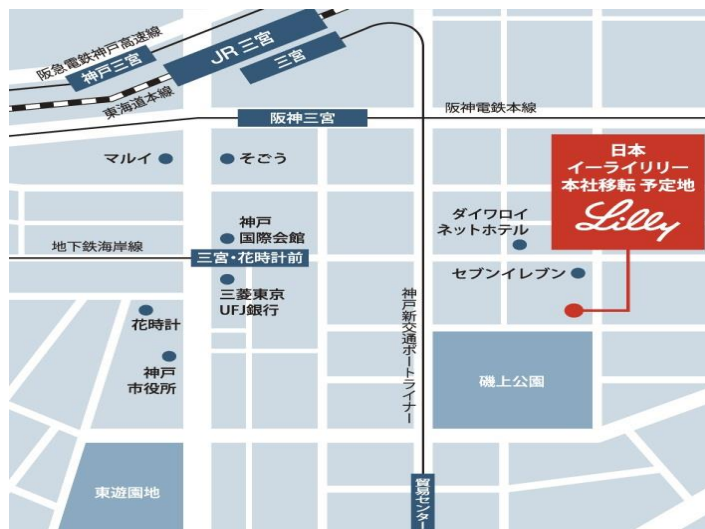 阪急電鉄神戸高速線
神戸三宮
JR 三宮
三宮
東海道本線
阪神三宮
阪神電鉄本線
マルイ
そごう
日本
イーライリリー
本社移転 予定地
Lilly
神戸
国際会館
ダイワロイ
ネットホテル
地下鉄海岸線
三宮・花時計前
セブンイレブン
三菱東京
UFJ銀行
花時計
神戸新交通ポートライナー
神戸
市役所
磯上公園
東遊園地
貿易センター